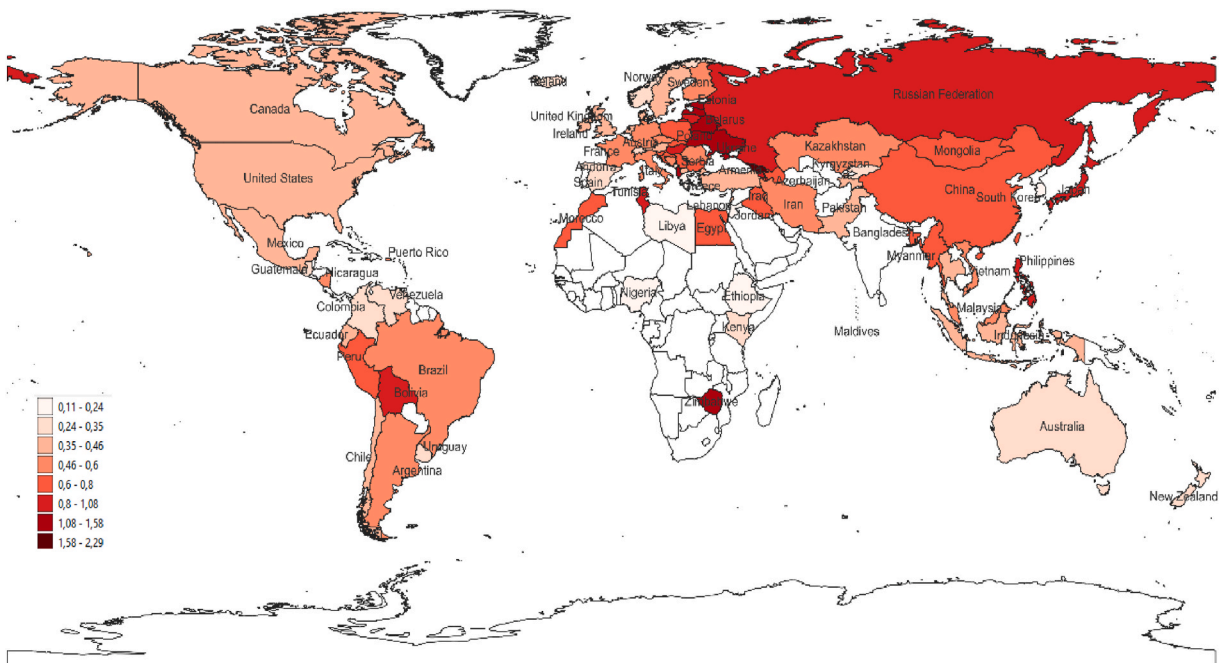 Russian Federation
Canada
United States
Mexico
Guatemala
Nicaragua
Puerto Rico
Venezuela
Colombia
Ecuador
Peru
Brazil
Bolivia
Uruguay
Chile
Argentina
Norway
Sweden
Estonia
United Kingdom
Ireland
Belarus
Austria
France
Andorra
Spain
Italy
Serbia
Greece
Tunisia
Morocco
Libya
Egypt
Lebanon
Jordan
Iraq
Iran
Armenia
Azerbaijan
Kazakhstan
Kyrgyzstan
Pakistan
Mongolia
China
South Korea
Japan
Bangladesh
Myanmar
Vietnam
Philippines
Malaysia
Indonesia
Maldives
Nigeria
Ethiopia
Kenya
Zimbabwe
Australia
New Zealand
0,11 - 0,24
0,24 - 0,35
0,35 - 0,46
0,46 - 0,6
0,6 - 0,8
0,8 - 1,08
1,08 - 1,58
1,58 - 2,29